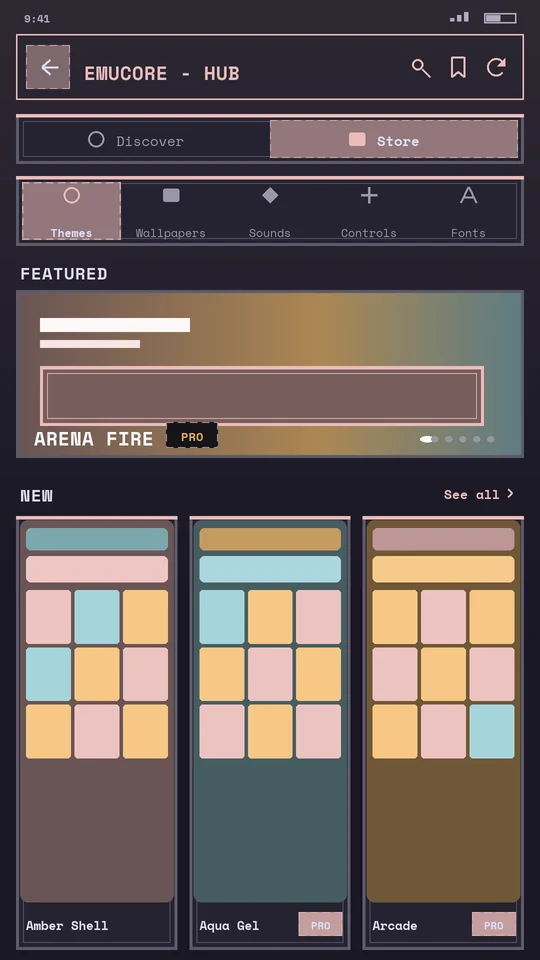 9:41
EMUCORE - HUB
Discover
Store
Themes
Wallpapers
Sounds
Controls
Fonts
FEATURED
ARENA FIRE
PRO
NEW
See all
Amber Shell
Aqua Gel
PRO
Arcade
PRO